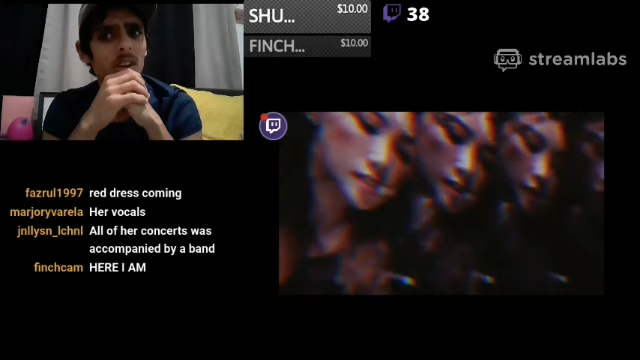 SHU... $10.00
FINCH... $10.00
38
streamlabs
fazrul1997 red dress coming
marjoryvarela Her vocals
jnllysn_lchnl All of her concerts was
accompanied by a band
finchcam HERE I AM